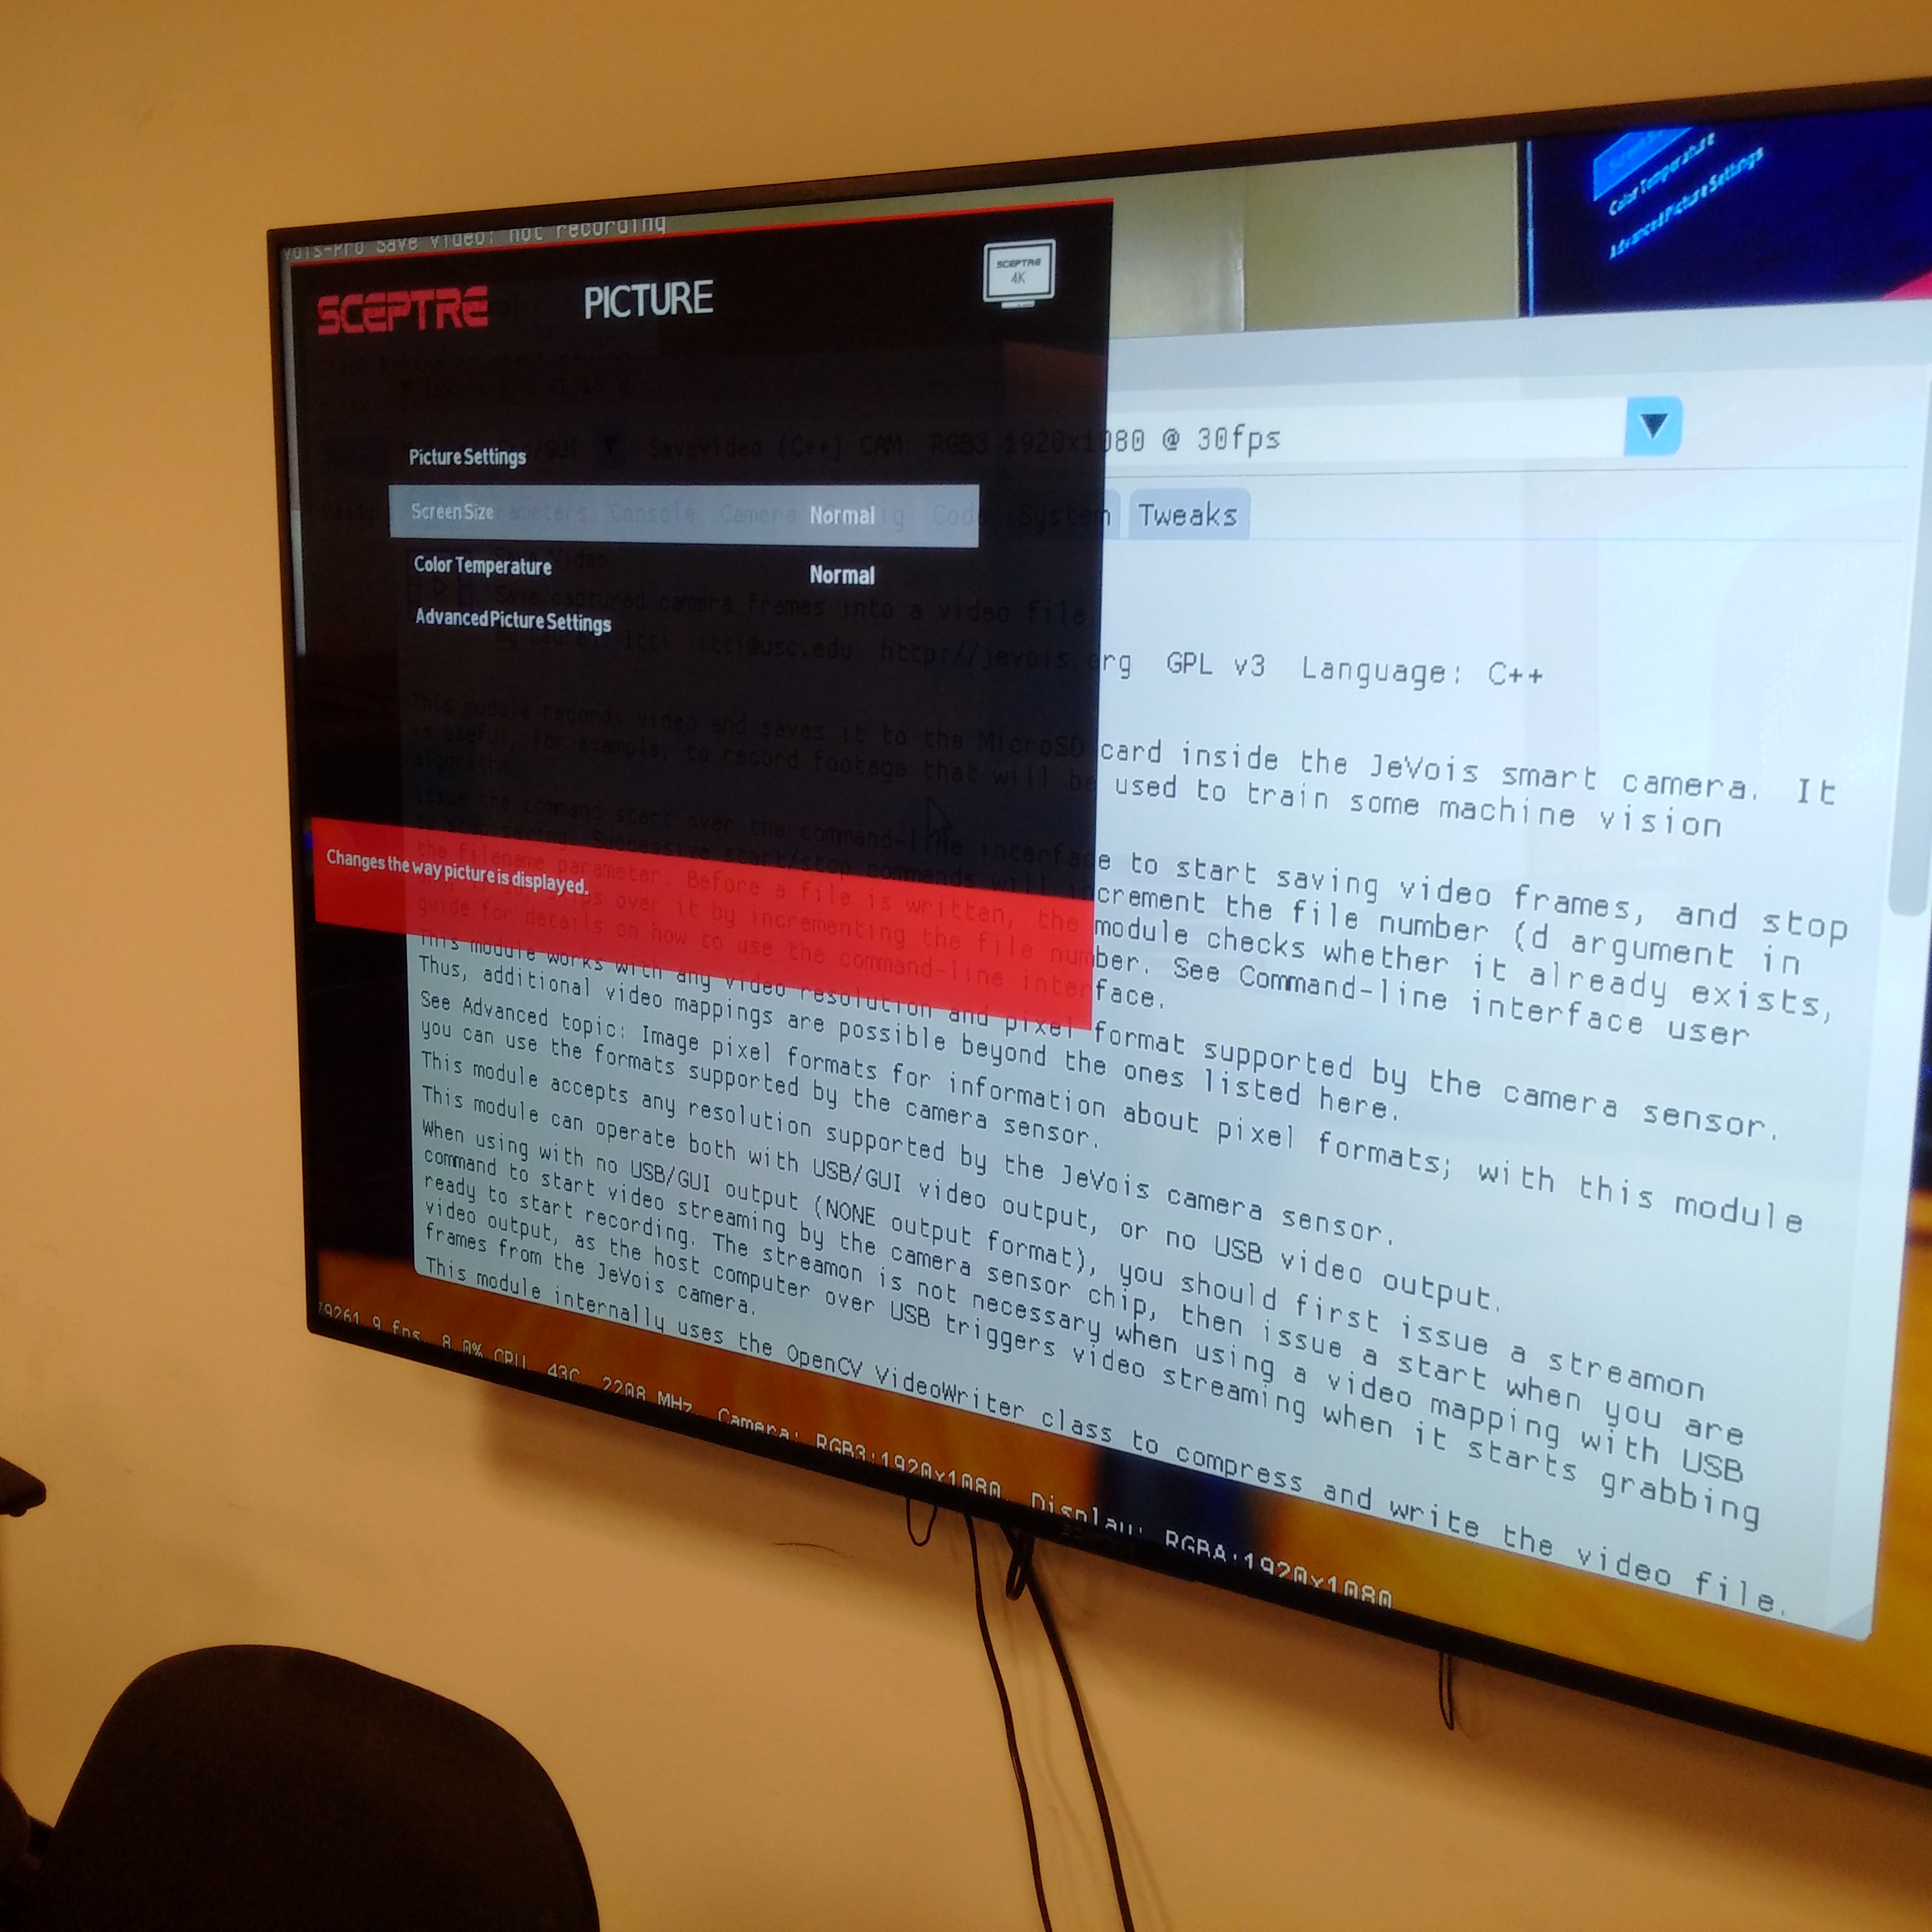 Vois-Pro Save Video: not recording
SCEPTRE PICTURE
SCEPTRE
4K
Screen S
Color Temperature
Advanced Picture Settings
SaveVideo (C++) CAM: RGB3 1920x1080 @ 30fps
Picture Settings
Screen Size Normal
Console Camera Code System Tweaks
Color Temperature Normal
Save captured camera frames into a video file
Advanced Picture Settings
itti@usc.edu http://jevois.org GPL v3 Language: C++
This module records video and saves it to the MicroSD card inside the JeVois smart camera. It
is useful, for example, to record footage that will be used to train some machine vision
algorithm.
Issue the command start over the command-line interface to start saving video frames, and stop
to stop saving. Successive start/stop commands will increment the file number (d argument in
the filename parameter. Before a file is written, the module checks whether it already exists,
skips over it by incrementing the file number. See Command-line interface user
guide for details on how to use the command-line interface.
Changes the way picture is displayed.
This module works with any video resolution and pixel format supported by the camera sensor.
Thus, additional video mappings are possible beyond the ones listed here.
See Advanced topic: Image pixel formats for information about pixel formats; with this module
you can use the formats supported by the camera sensor.
This module accepts any resolution supported by the JeVois camera sensor.
This module can operate both with USB/GUI video output, or no USB video output.
When using with no USB/GUI output (NONE output format), you should first issue a streamon
command to start video streaming by the camera sensor chip, then issue a start when you are
ready to start recording. The streamon is not necessary when using a video mapping with USB
video output, as the host computer over USB triggers video streaming when it starts grabbing
frames from the JeVois camera.
This module internally uses the OpenCV VideoWriter class to compress and write the video file.
79261.9 fps, 8.0% CPU, 43C, 2208 MHz, Camera: RGB3:1920x1080, Display: RGBA:1920x1080